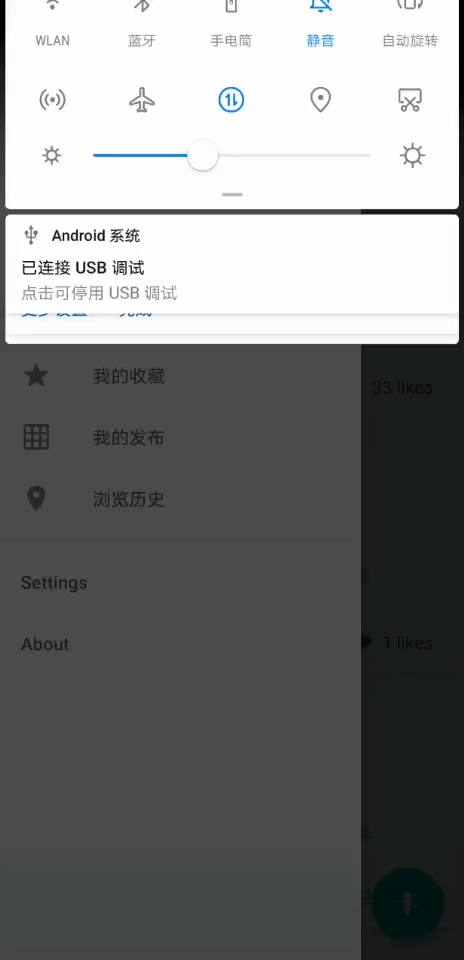 WLAN
蓝牙
手电筒
静音
自动旋转
Android 系统
已连接 USB 调试
点击可停用 USB 调试
我的收藏
33 likes
我的发布
浏览历史
Settings
About
1 likes